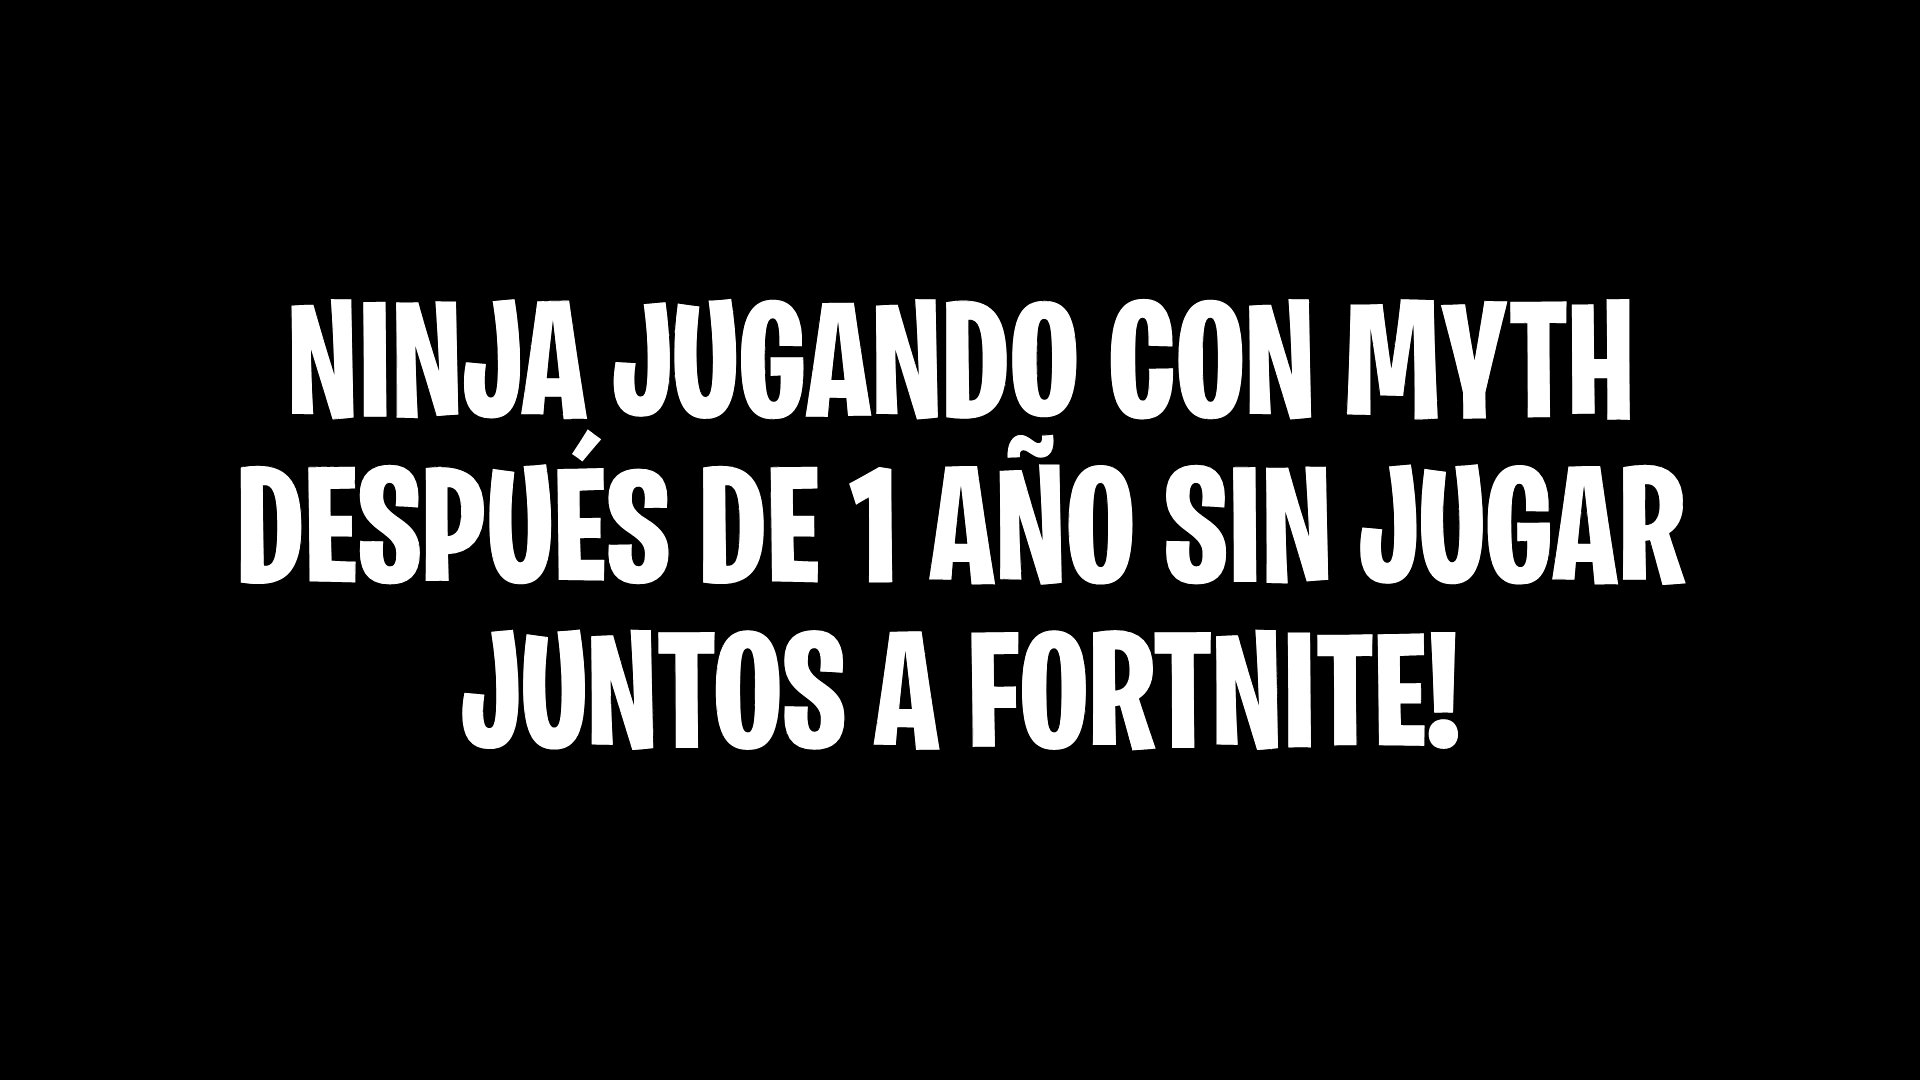 NINJA JUGANDO CON MYTH
DESPUÉS DE 1 AÑO SIN JUGAR
JUNTOS A FORTNITE!